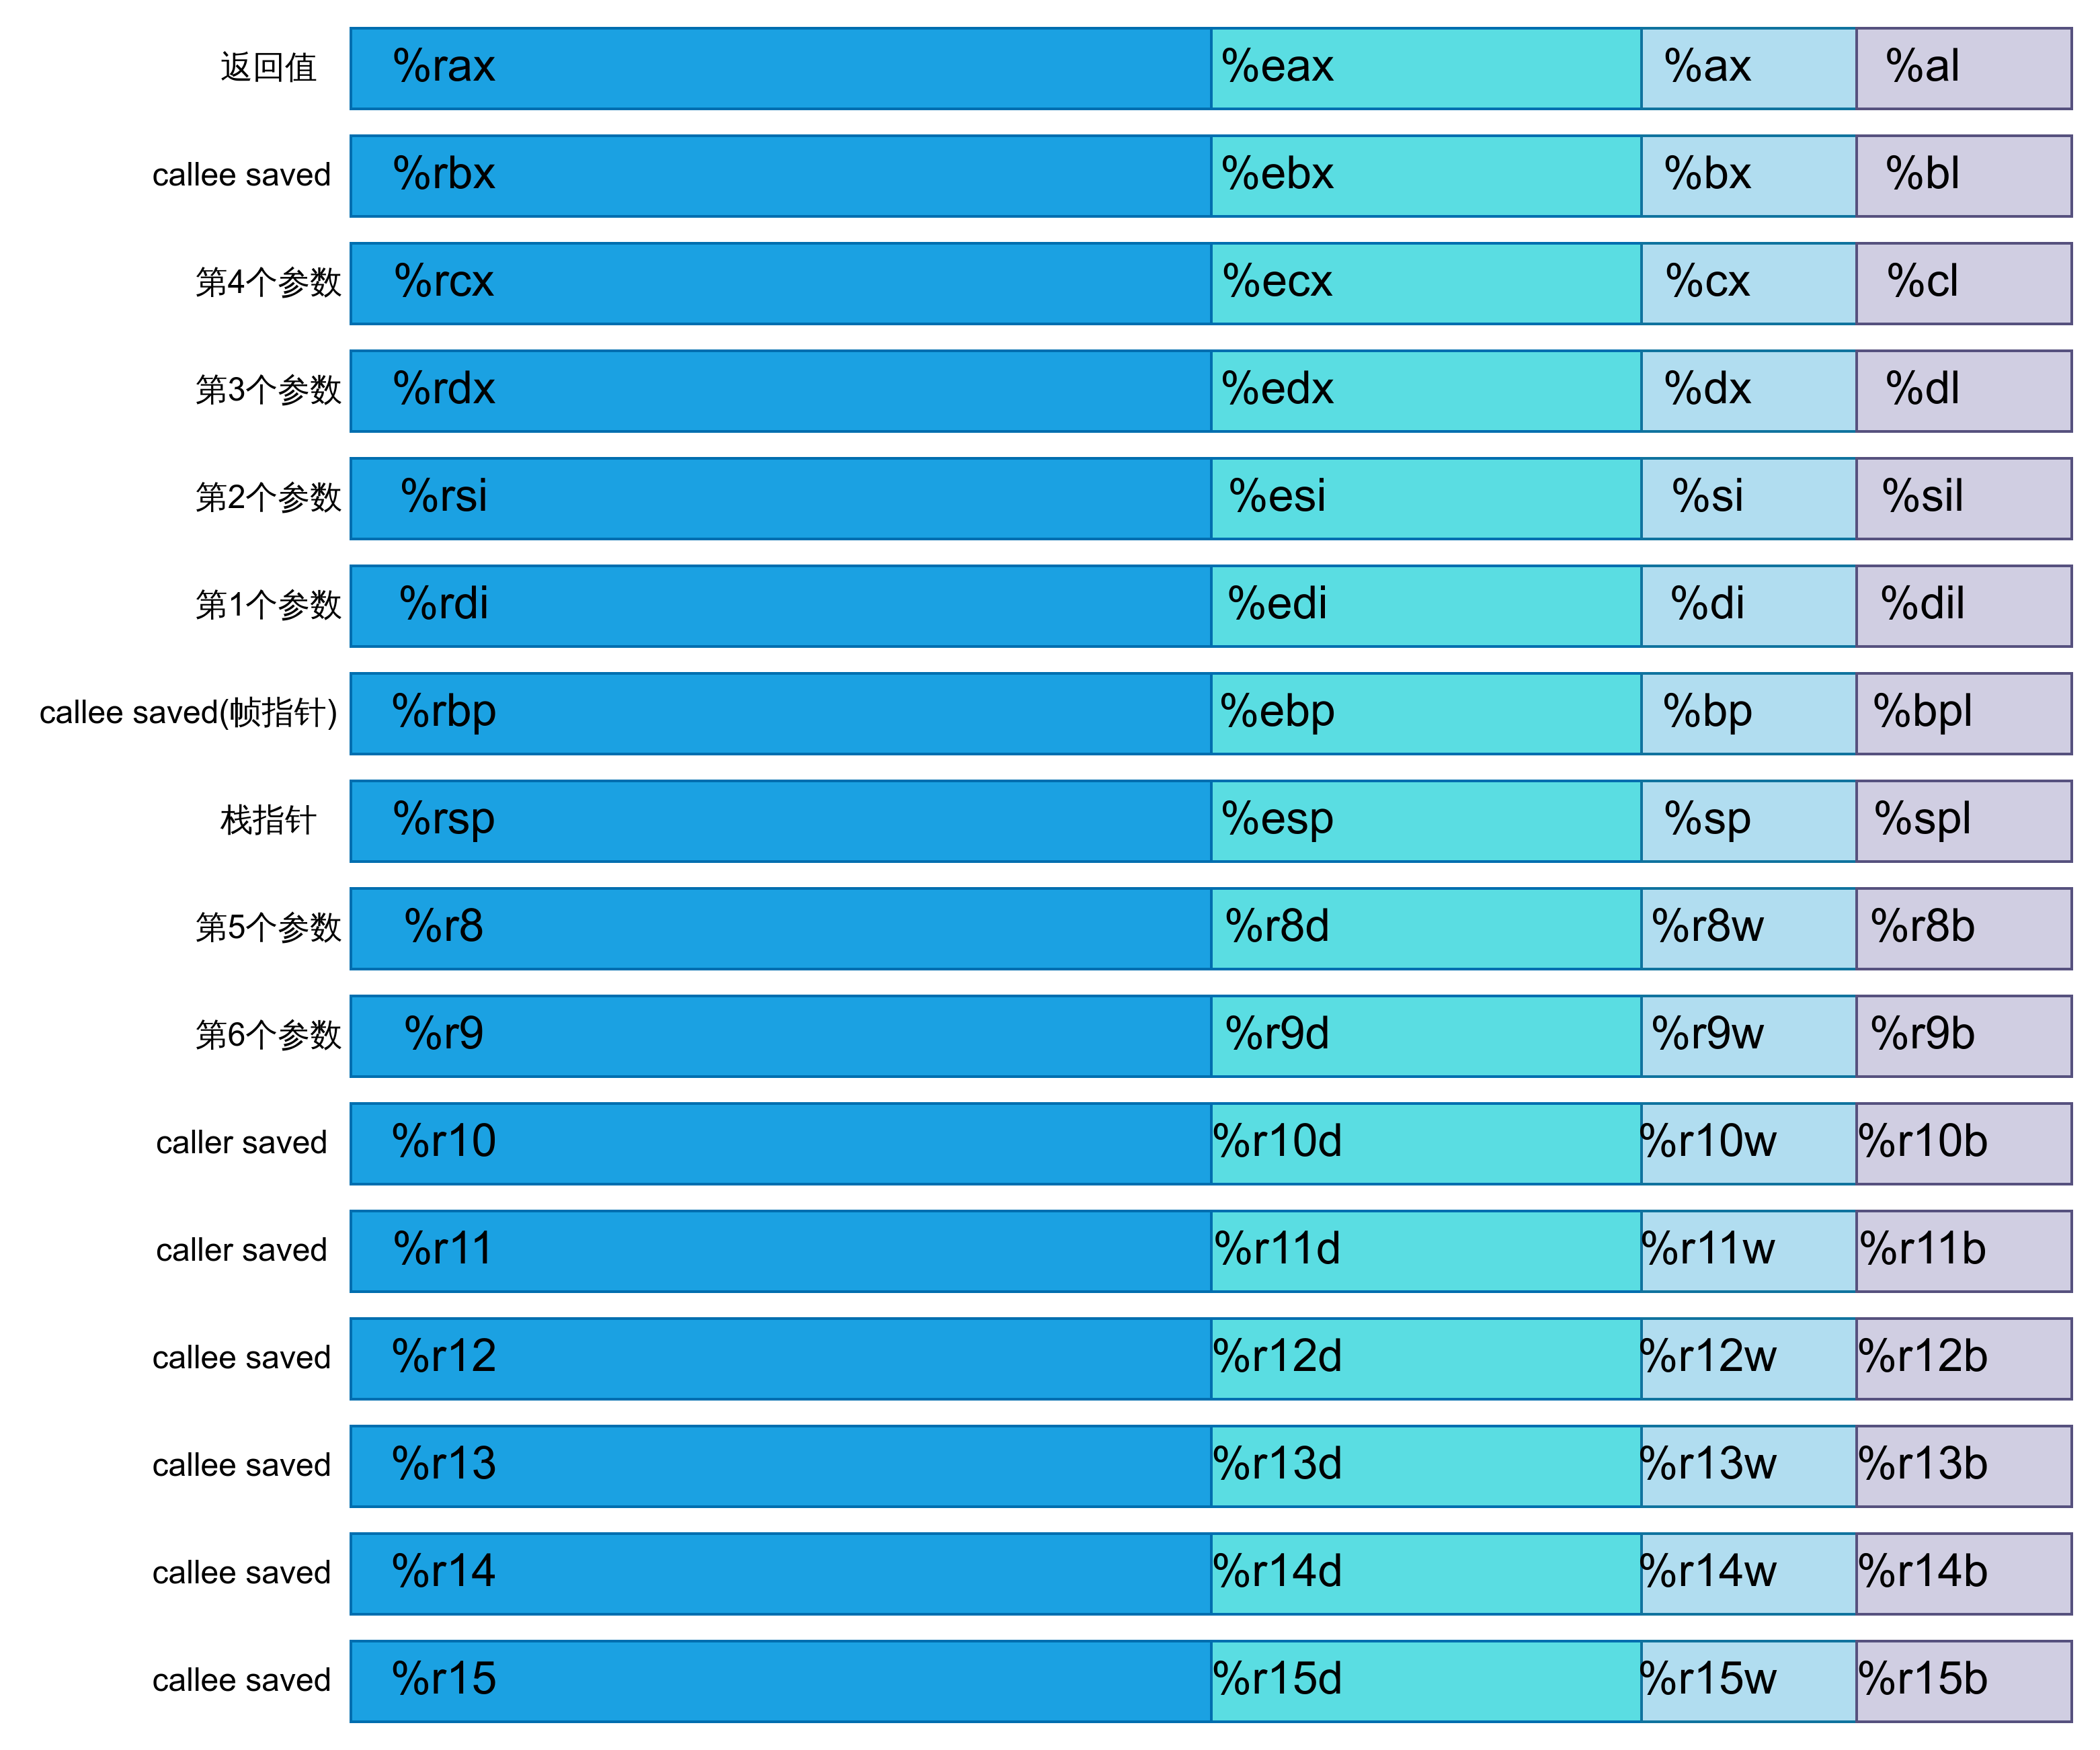 返回值 %rax %eax %ax %al
callee saved %rbx %ebx %bx %bl
第4个参数 %rcx %ecx %cx %cl
第3个参数 %rdx %edx %dx %dl
第2个参数 %rsi %esi %si %sil
第1个参数 %rdi %edi %di %dil
callee saved(帧指针) %rbp %ebp %bp %bpl
栈指针 %rsp %esp %sp %spl
第5个参数 %r8 %r8d %r8w %r8b
第6个参数 %r9 %r9d %r9w %r9b
caller saved %r10 %r10d %r10w %r10b
caller saved %r11 %r11d %r11w %r11b
callee saved %r12 %r12d %r12w %r12b
callee saved %r13 %r13d %r13w %r13b
callee saved %r14 %r14d %r14w %r14b
callee saved %r15 %r15d %r15w %r15b